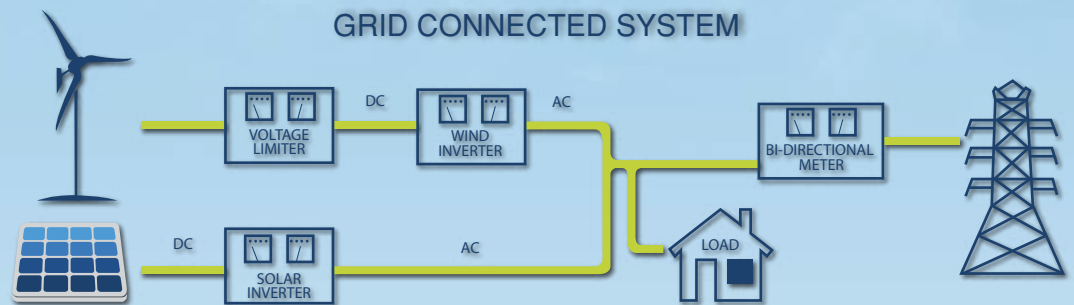 GRID CONNECTED SYSTEM
DC
AC
VOLTAGE
LIMITER
WIND
INVERTER
BI-DIRECTIONAL
METER
DC
AC
LOAD
SOLAR
INVERTER